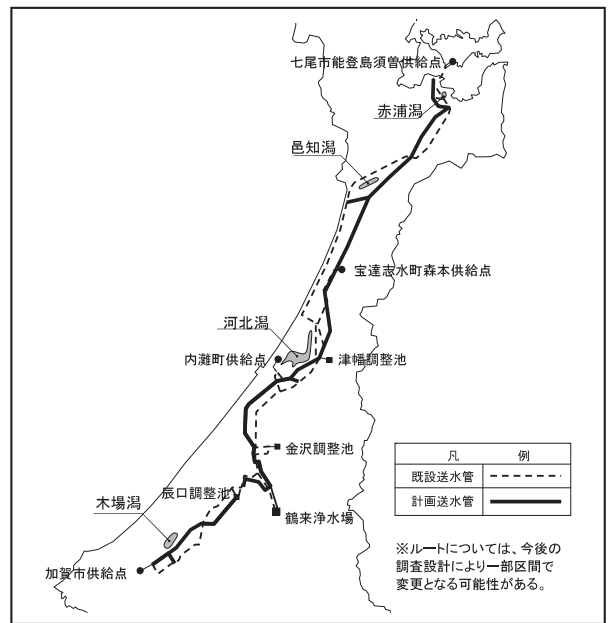 七尾市能登島須曽供給点
赤浦潟
邑知潟
宝達志水町森本供給点
河北潟
内灘町供給点
津幡調整池
金沢調整池
辰口調整池
木場潟
鶴来浄水場
加賀市供給点
凡 例
既設送水管
計画送水管
※ルートについては、今後の
調査設計により一部区間で
変更となる可能性がある。